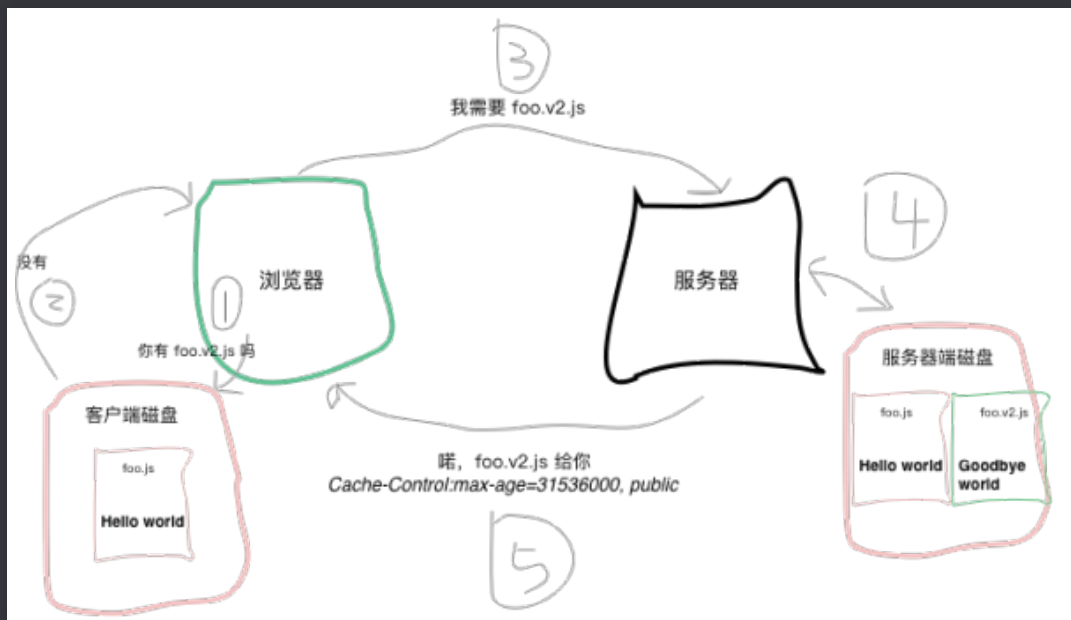 3
我需要 foo.v2.js
4
没有
2
浏览器
1
服务器
你有 foo.v2.js 吗
服务器端磁盘
客户端磁盘
foo.js
foo.v2.js
Hello world
Goodbye
world
foo.js
Hello world
喏，foo.v2.js 给你
Cache-Control:max-age=31536000, public
5